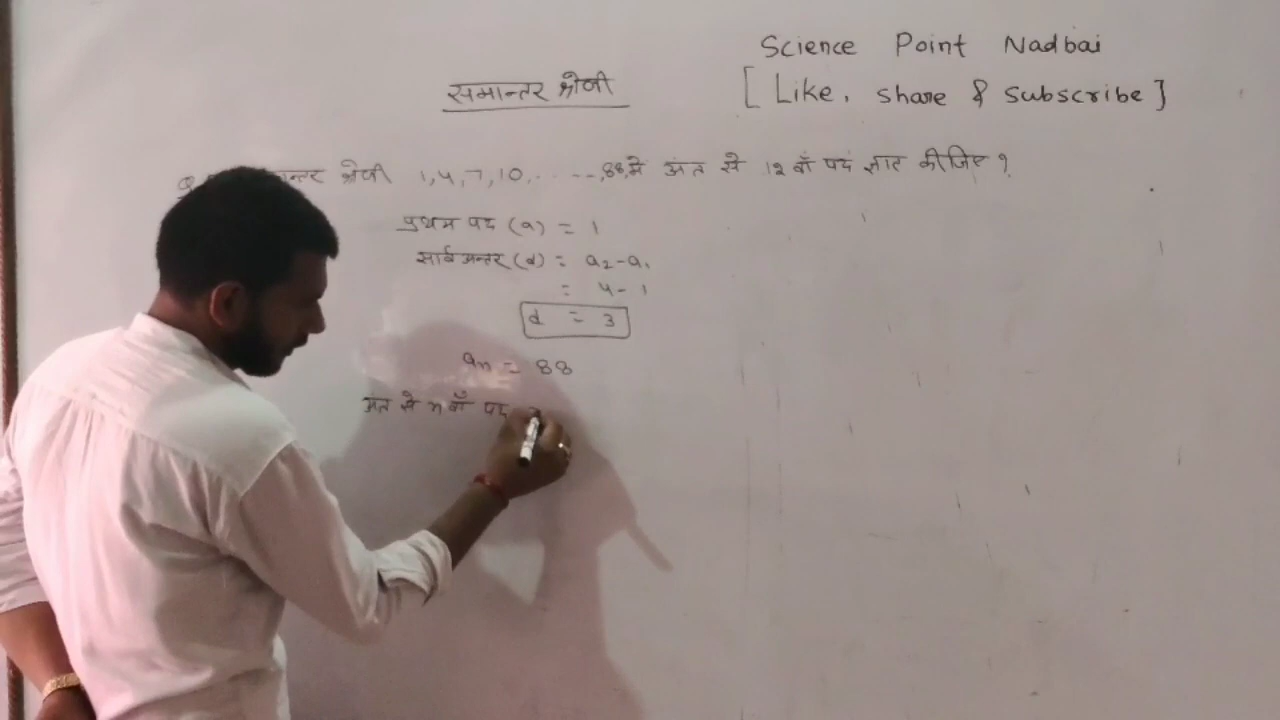 Science Point Nadbai
समान्तर श्रेणी
[Like, share & subscribe]
श्रेणी 1,4,7,10,.....,88 में अंत से 12 वाँ पद ज्ञात कीजिए ?
प्रथम पद (a) = 1
सार्वअन्तर (d) = a₂-a₁
= 4-1
d = 3
an = 88
अंत से n वाँ पद